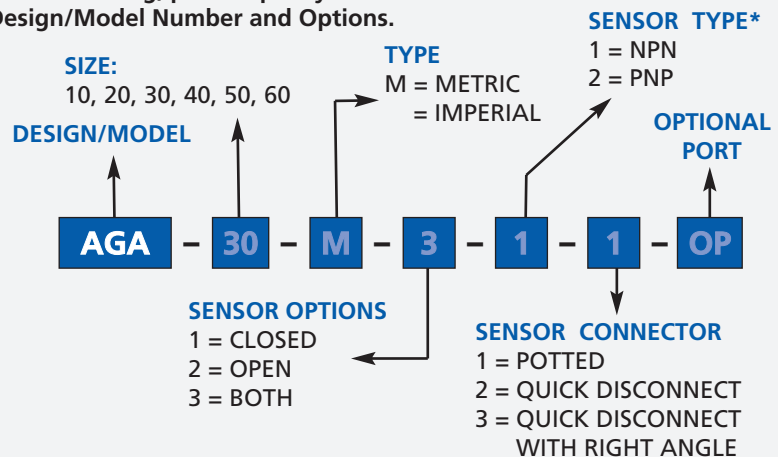 Design/Model Number and Options.
SIZE:
10, 20, 30, 40, 50, 60
DESIGN/MODEL
TYPE
M = METRIC
= IMPERIAL
SENSOR TYPE*
1 = NPN
2 = PNP
OPTIONAL
PORT
AGA - 30 - M - 3 - 1 - 1 - OP
SENSOR OPTIONS
1 = CLOSED
2 = OPEN
3 = BOTH
SENSOR CONNECTOR
1 = POTTED
2 = QUICK DISCONNECT
3 = QUICK DISCONNECT
WITH RIGHT ANGLE